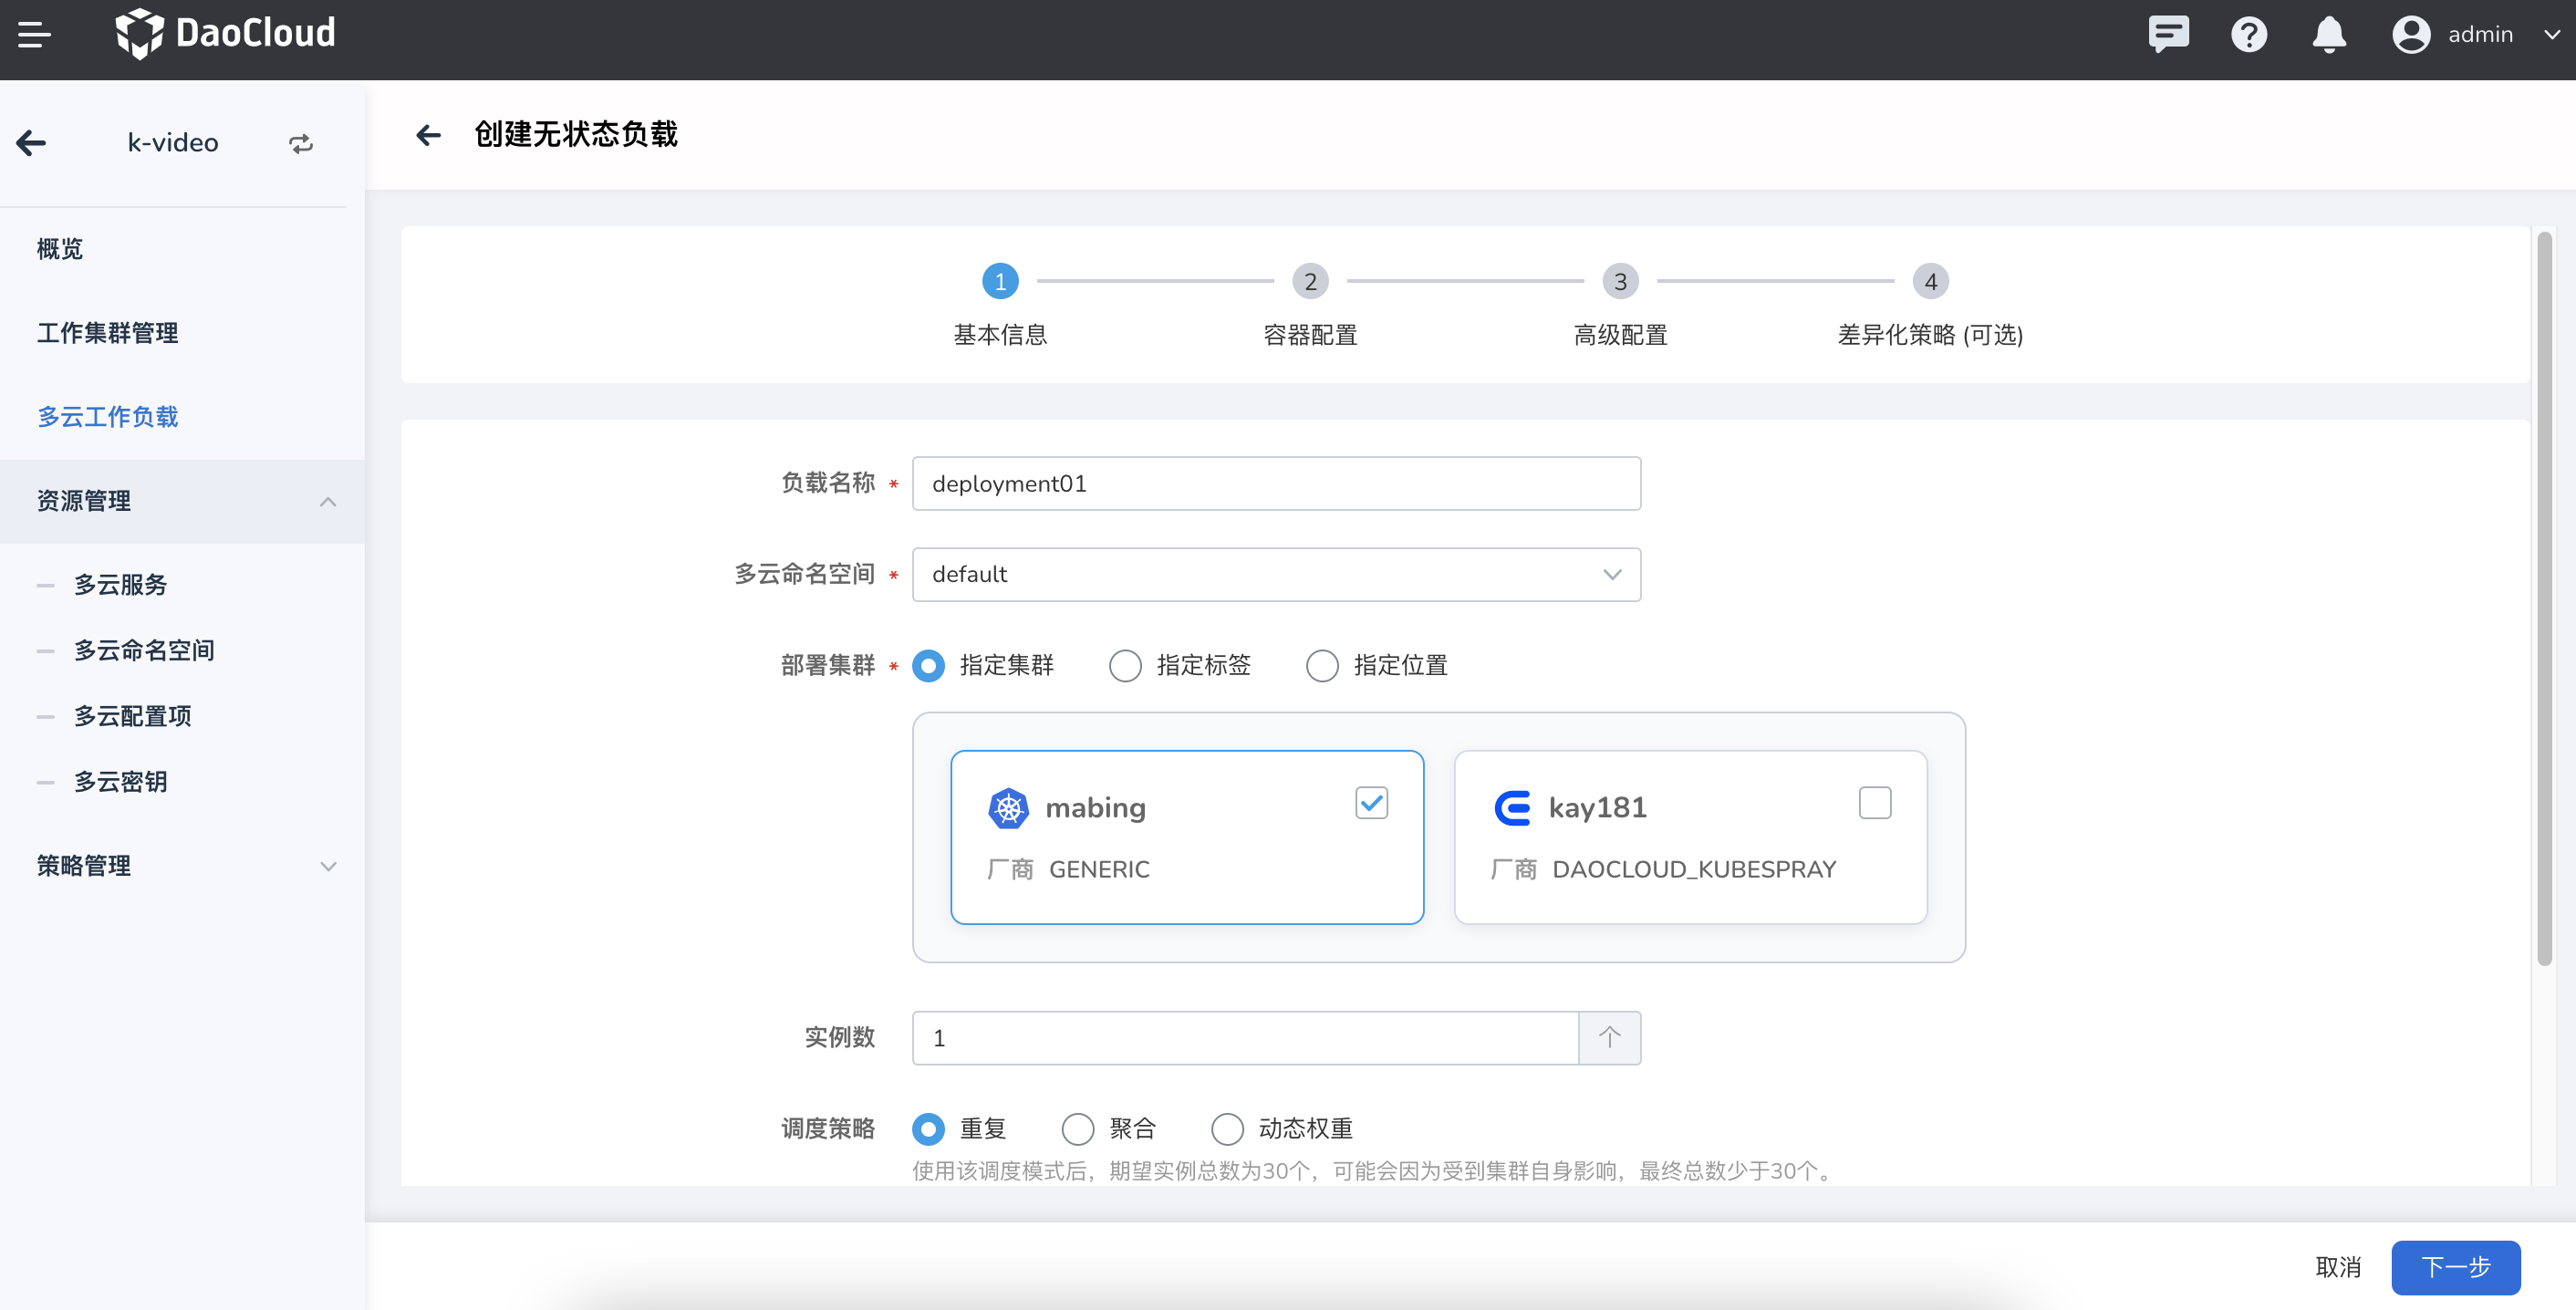 DaoCloud
admin
k-video
概览
工作集群管理
多云工作负载
资源管理
多云服务
多云命名空间
多云配置项
多云密钥
策略管理
创建无状态负载
1 2 3 4
基本信息 容器配置 高级配置 差异化策略 (可选)
负载名称 * deployment01
多云命名空间 * default
部署集群 * 指定集群 指定标签 指定位置
mabing
厂商 GENERIC
kay181
厂商 DAOCLOUD_KUBESPRAY
实例数 1 个
调度策略 重复 聚合 动态权重
使用该调度模式后，期望实例总数为30个，可能会因为受到集群自身影响，最终总数少于30个。
取消 下一步